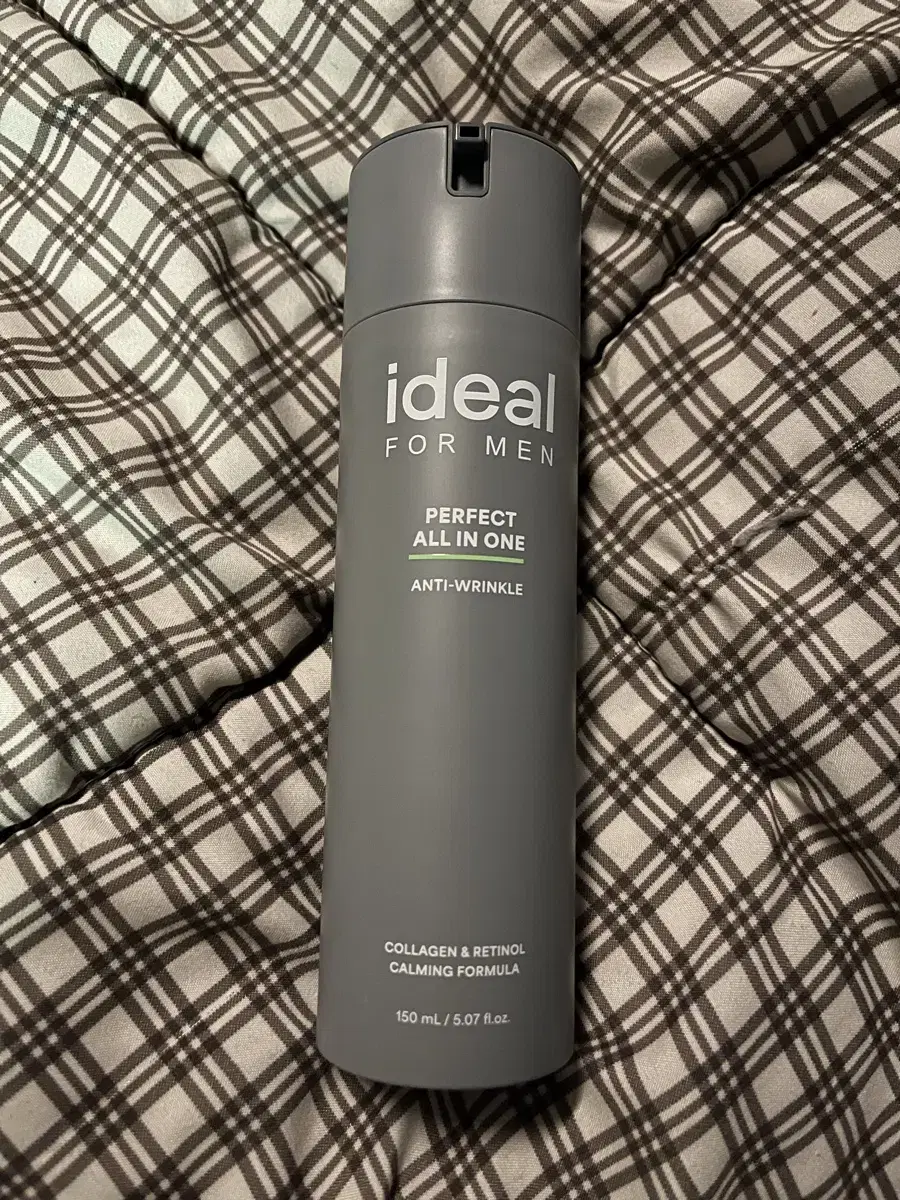 ideal
FOR MEN
PERFECT
ALL IN ONE
ANTI-WRINKLE
COLLAGEN & RETINOL
CALMING FORMULA
150 mL / 5.07 fl.oz.